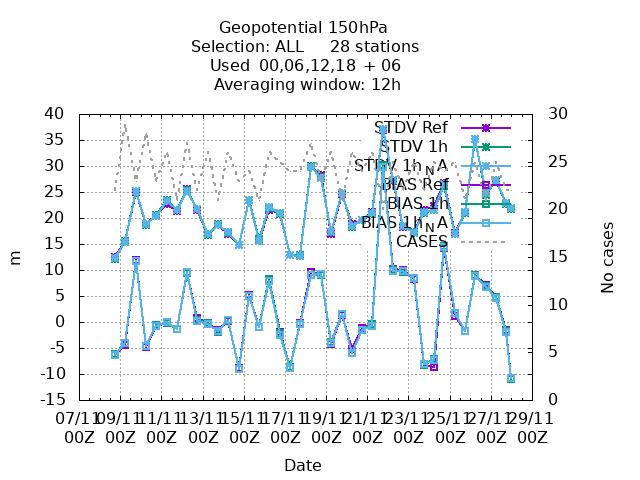 Geopotential 150hPa
Selection: ALL 28 stations
Used 00,06,12,18 + 06
Averaging window: 12h
STDV Ref
STDV 1h
STDV 1h_NA
BIAS Ref
BIAS 1h
BIAS 1h_NA
CASES
40
35
30
25
20
15
10
5
0
-5
-10
-15
m
30
25
20
15
10
5
0
No cases
07/11 09/11 11/11 13/11 15/11 17/11 19/11 21/11 23/11 25/11 27/11 29/11
00Z 00Z 00Z 00Z 00Z 00Z 00Z 00Z 00Z 00Z 00Z 00Z
Date